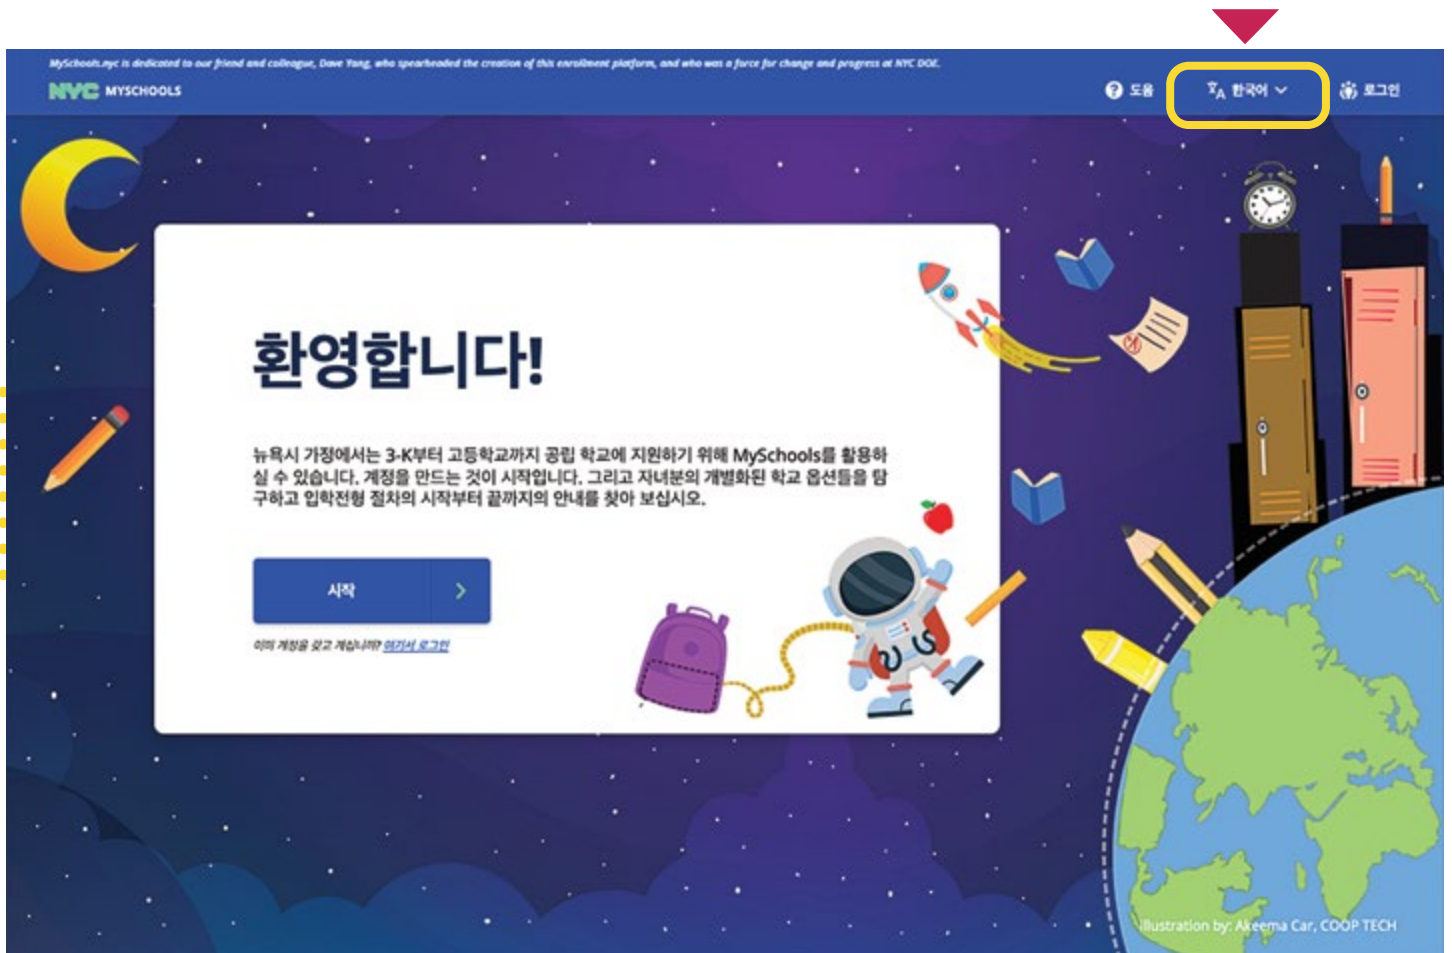 MySchools.nyc is dedicated to our friend and colleague, Dave Yang, who spearheaded the creation of this enrollment platform, and who was a force for change and progress at NYC DOE.
NYC MYSCHOOLS
도움
한국어
로그인
환영합니다!
뉴욕시 가정에서는 3-K부터 고등학교까지 공립 학교에 지원하기 위해 MySchools를 활용하
실 수 있습니다. 계정을 만드는 것이 시작입니다. 그리고 자녀분의 개별화된 학교 옵션들을 탐
구하고 입학전형 절차의 시작부터 끝까지의 안내를 찾아 보십시오.
시작
이미 계정을 갖고 계십니까? 여기서 로그인
Illustration by: Akeema Car, COOP TECH